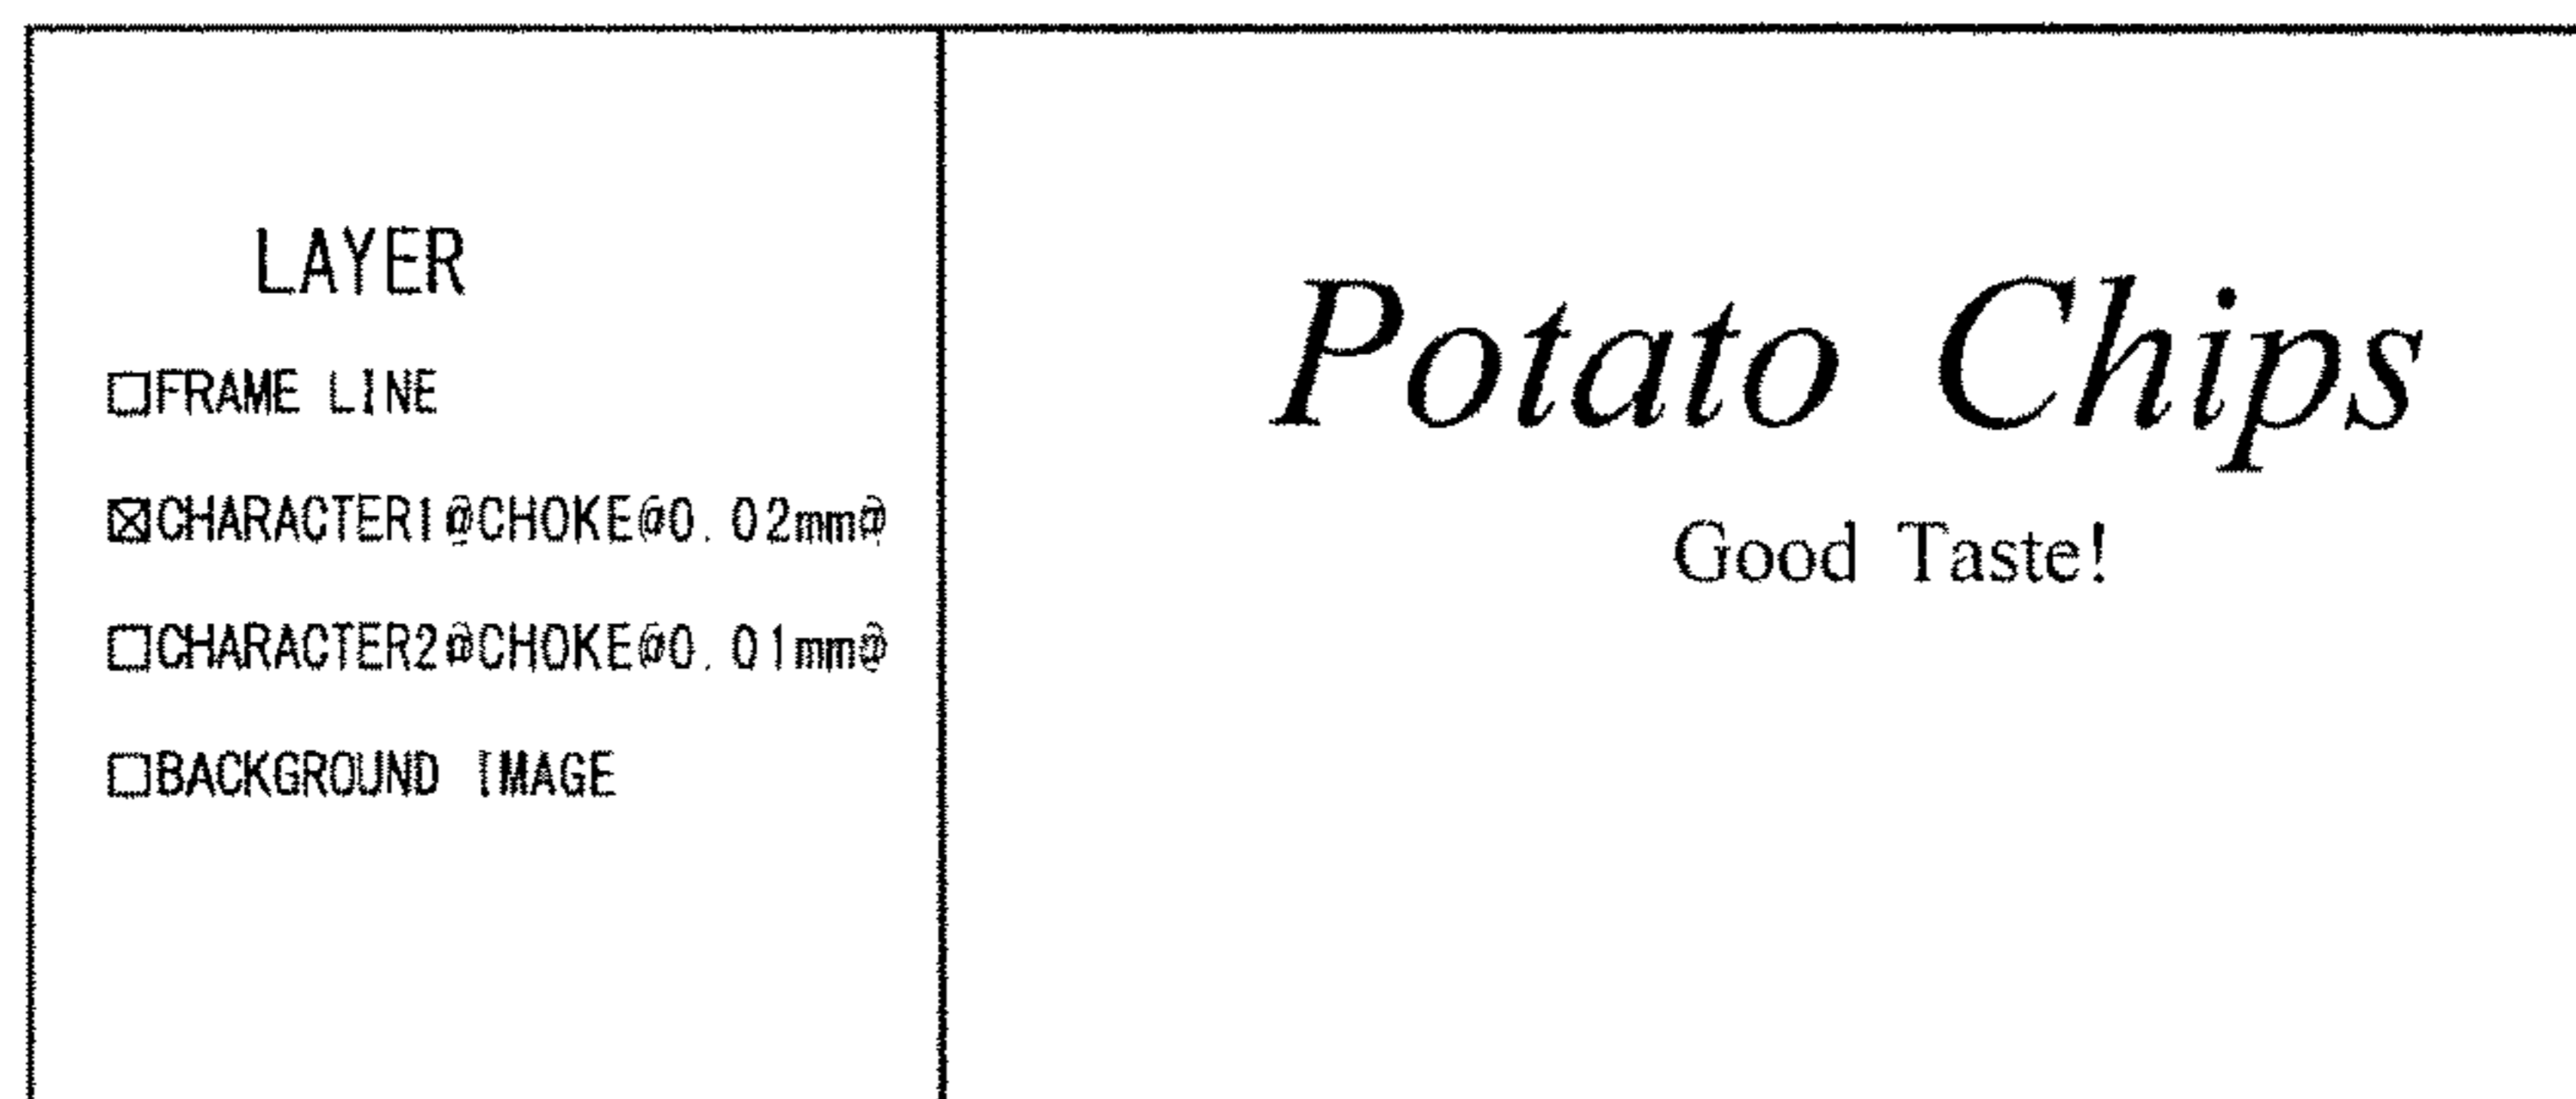 LAYER
☐FRAME LINE
☒CHARACTER1@CHOKE@0.02mm@
☐CHARACTER2@CHOKE@0.01mm@
☐BACKGROUND IMAGE
Potato Chips
Good Taste!